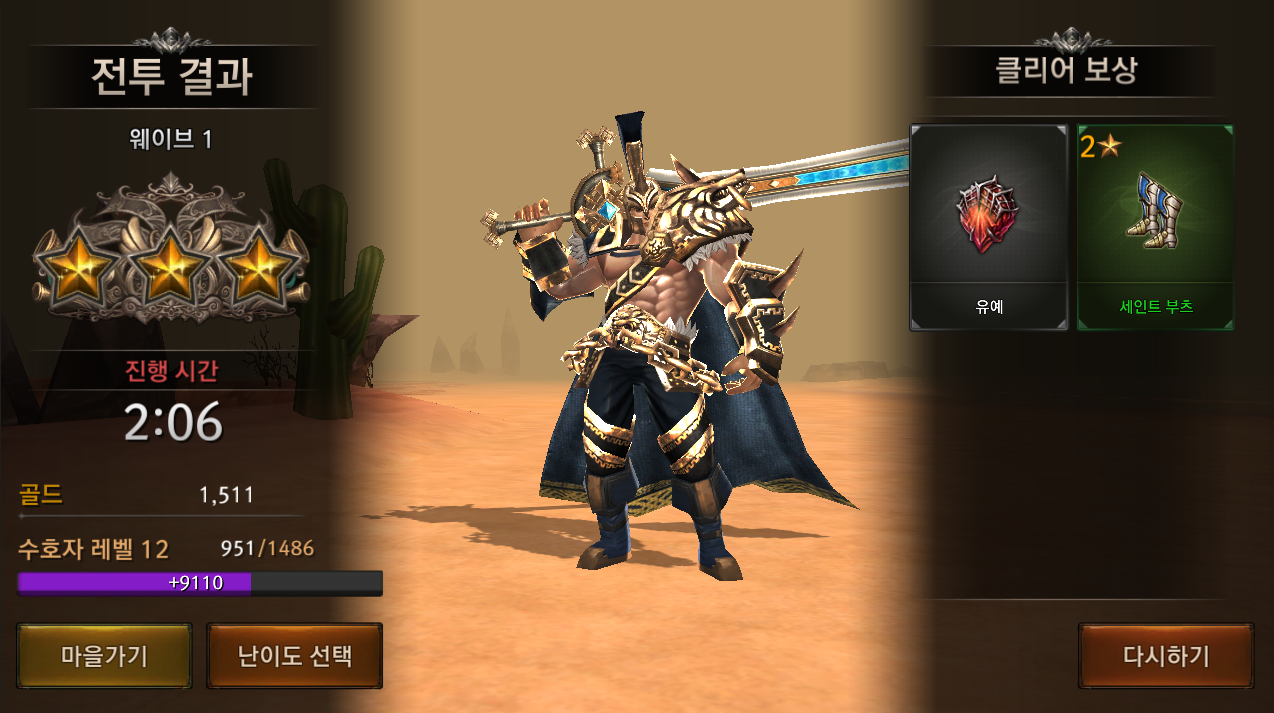 전투 결과
웨이브 1
진행 시간
2:06
골드 1,511
수호자 레벨 12 951/1486
+9110
마을가기
난이도 선택
클리어 보상
2
유예
세인트 부츠
다시하기